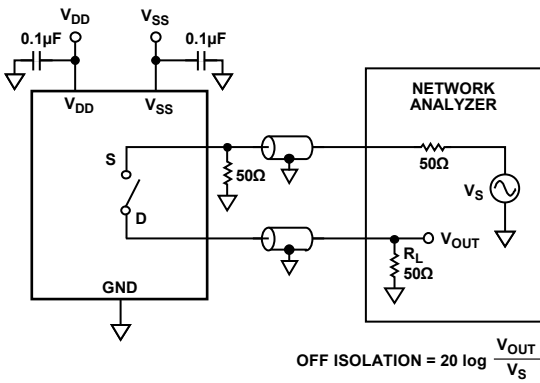 VDD
VSS
0.1µF
0.1µF
VDD
VSS
NETWORK
ANALYZER
S
50Ω
50Ω
VS
D
VOUT
RL
50Ω
GND
OFF ISOLATION = 20 log VOUT
VS